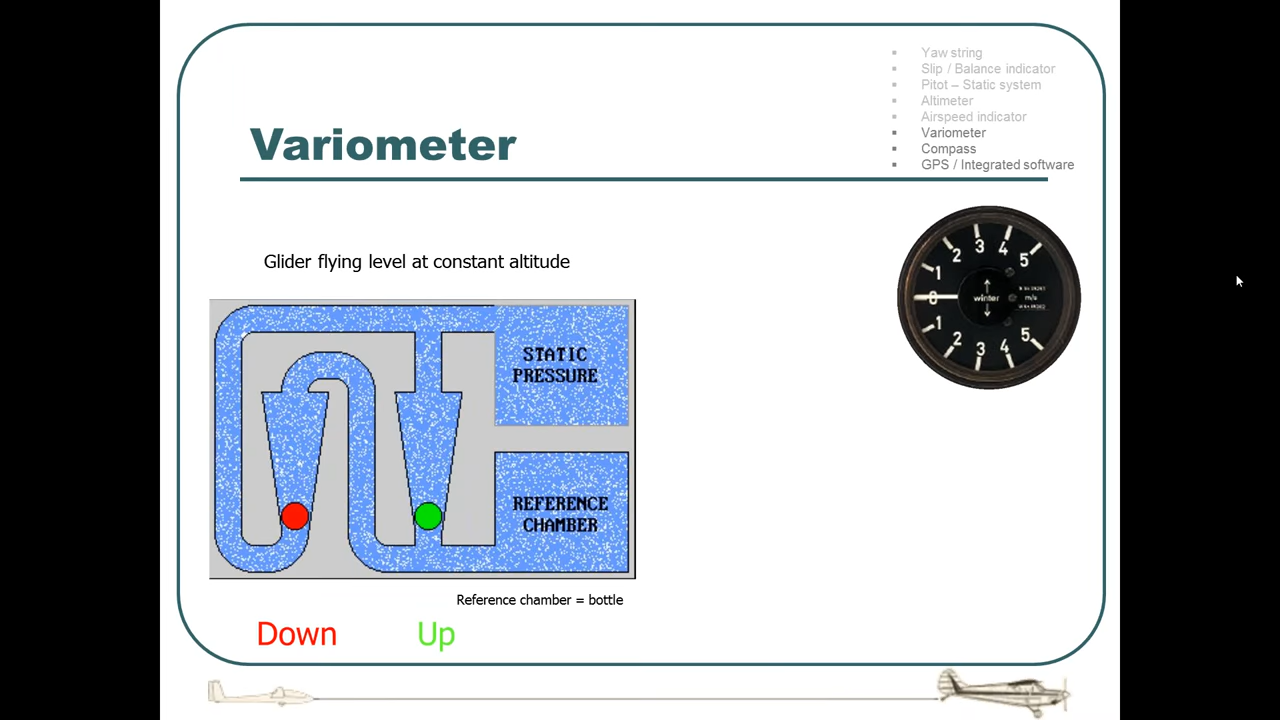 Yaw string
Slip / Balance indicator
Pitot – Static system
Altimeter
Airspeed indicator
Variometer
Compass
GPS / Integrated software
Variometer
Glider flying level at constant altitude
STATIC
PRESSURE
REFERENCE
CHAMBER
Reference chamber = bottle
Down Up
1 2 3 4 5
0
winter
m/s
1 2 3 4 5